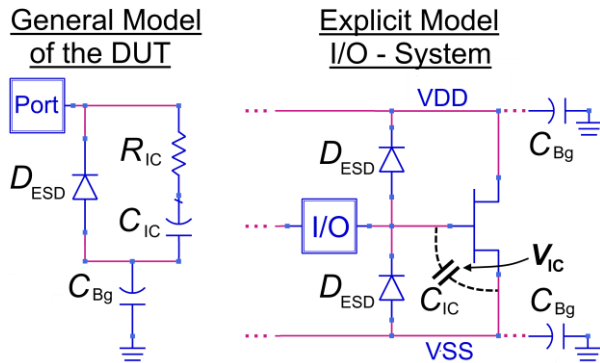 General Model
of the DUT
Port
R_IC
D_ESD
C_IC
C_Bg
Explicit Model
I/O - System
VDD
C_Bg
D_ESD
I/O
V_IC
D_ESD
C_IC
C_Bg
VSS